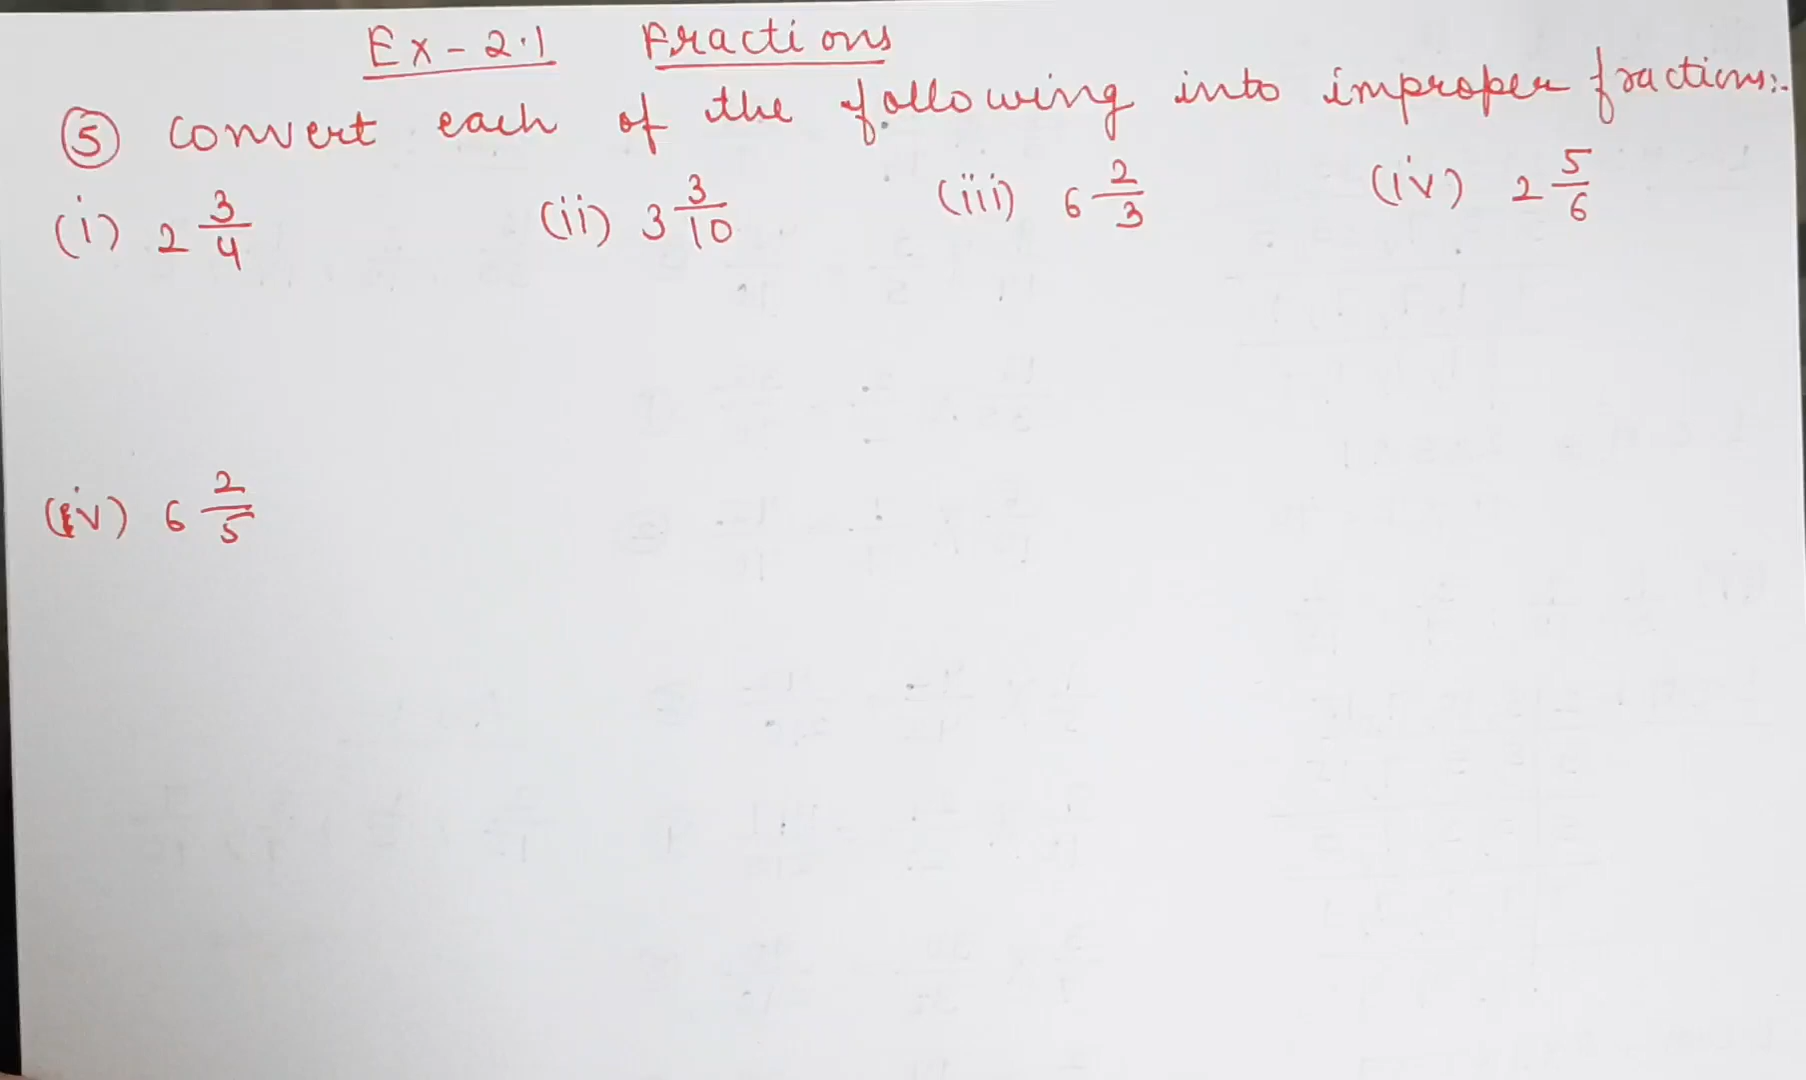 Ex - 2.1 Fractions
⑤ convert each of the following into improper fractions:-
(i) 2 3/4 (ii) 3 3/10 (iii) 6 2/3 (iv) 2 5/6
(iv) 6 2/5